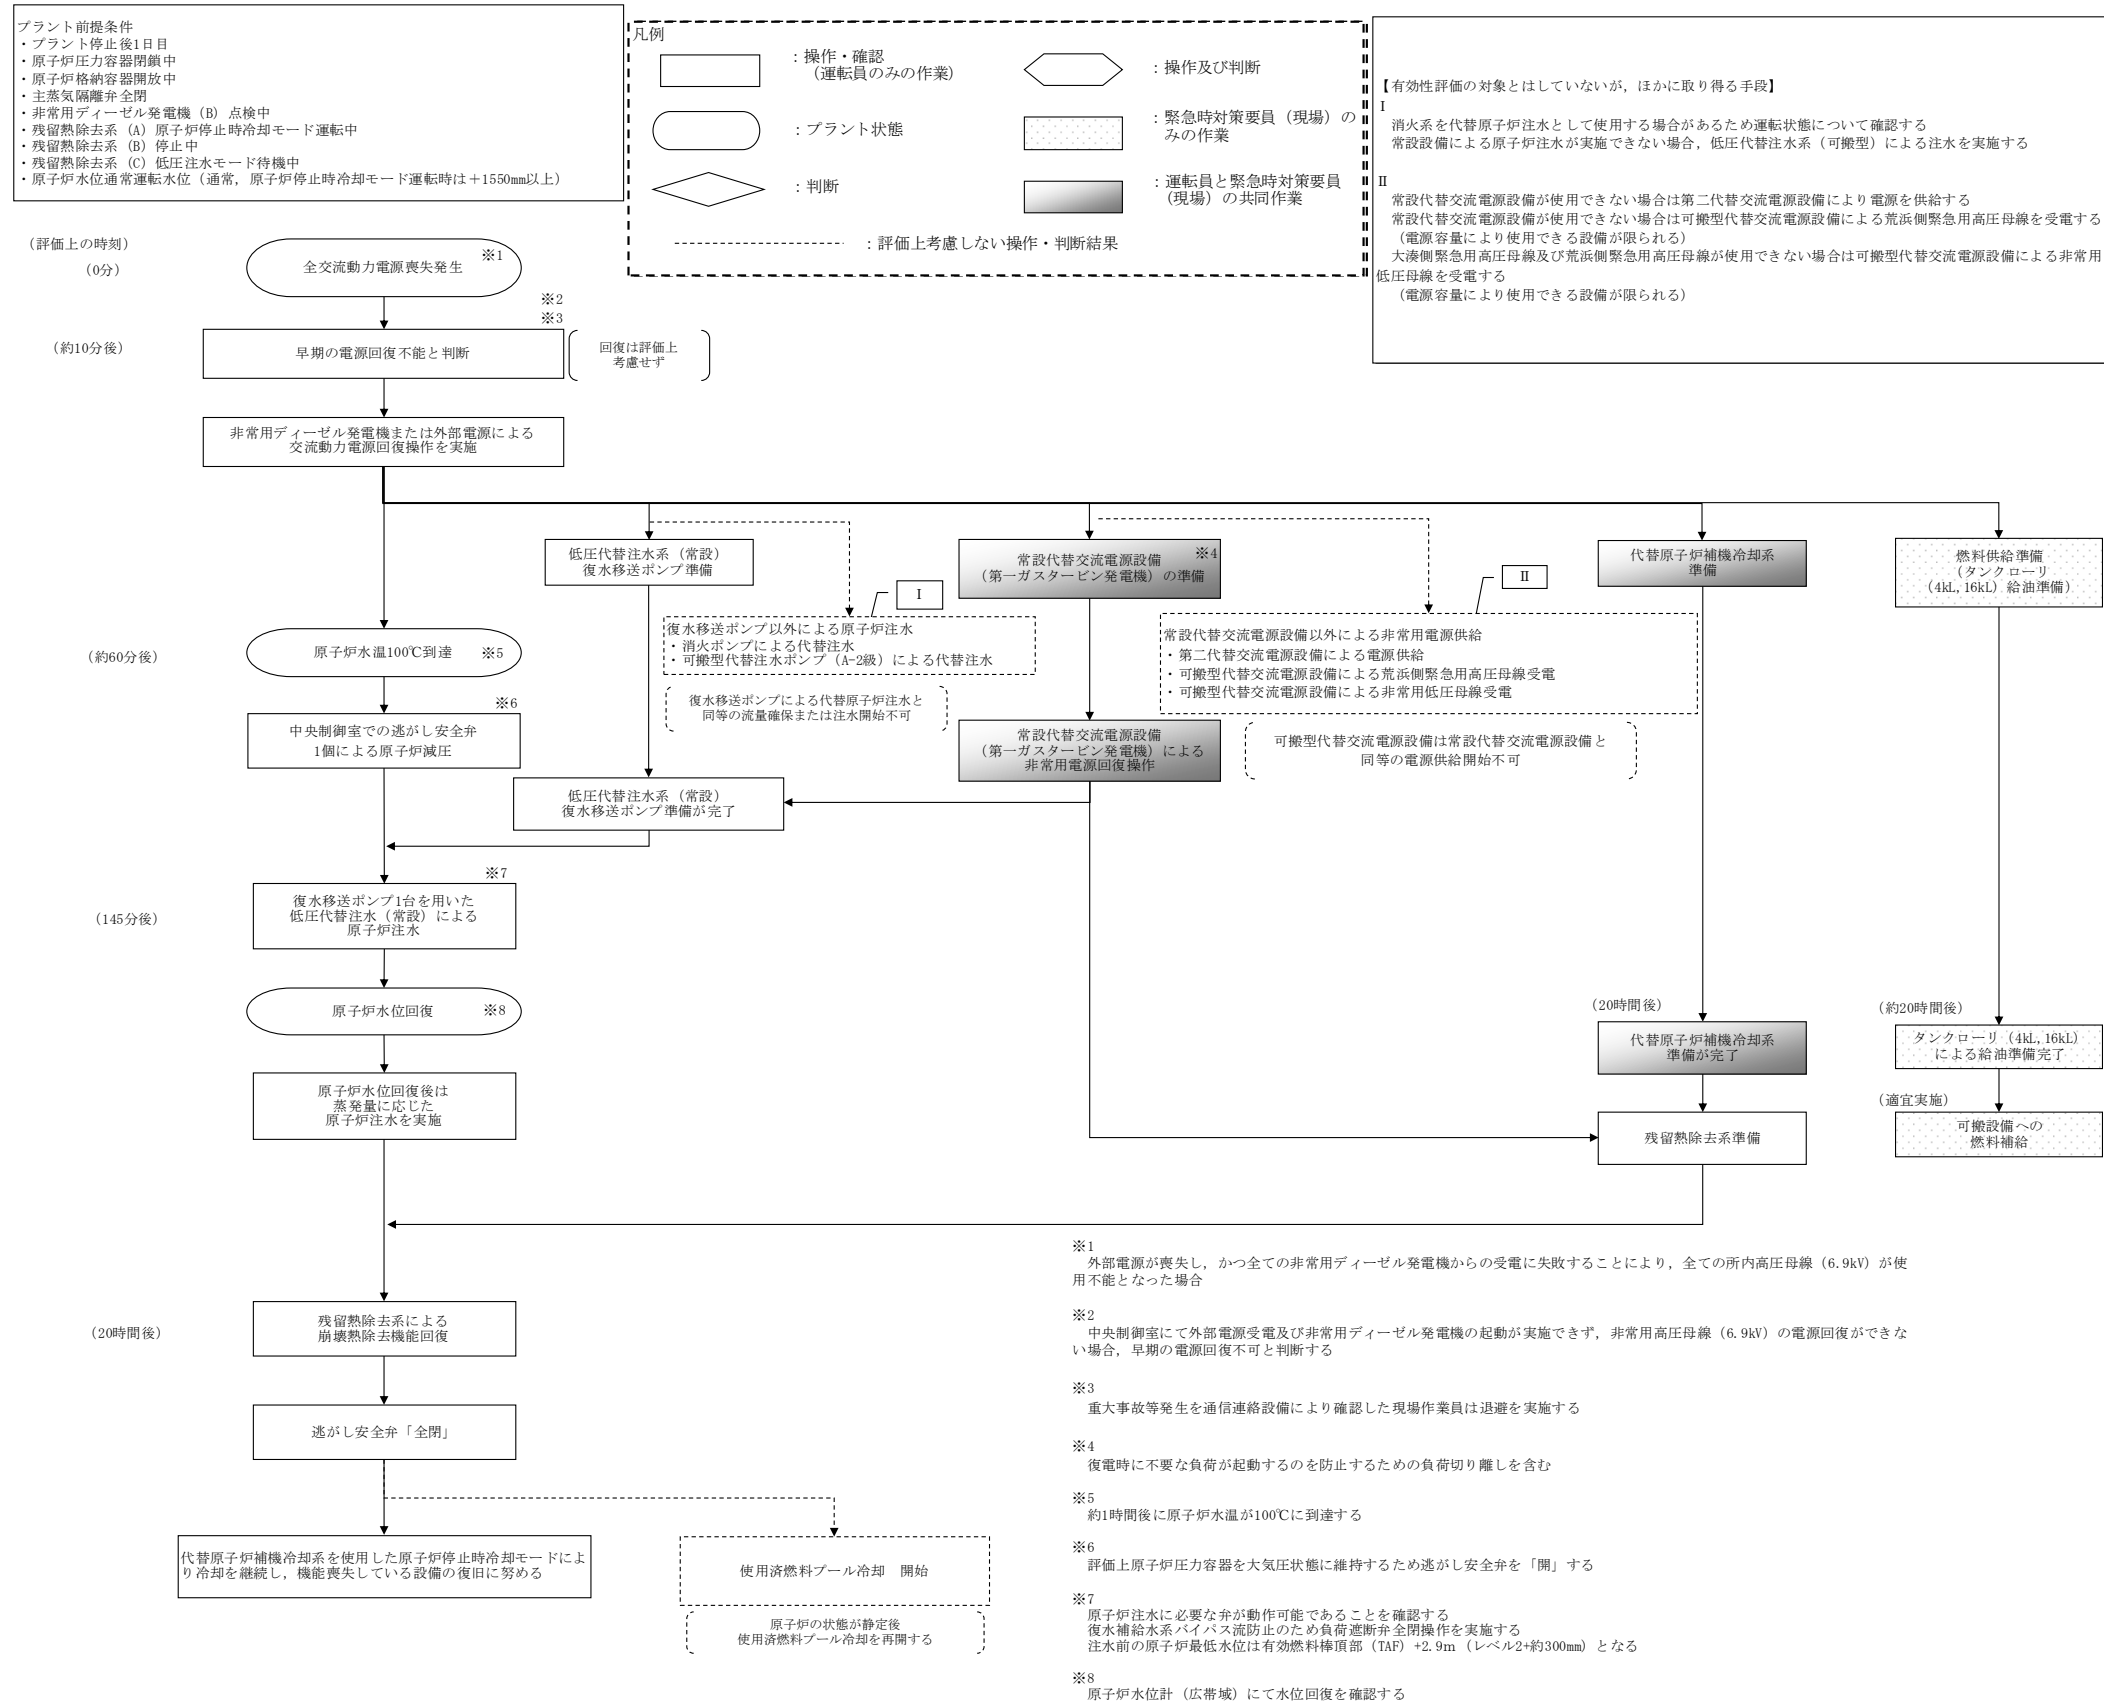 プラント前提条件
・プラント停止後1日目
・原子炉圧力容器閉鎖中
・原子炉格納容器開放中
・主蒸気隔離弁全閉
・非常用ディーゼル発電機（B）点検中
・残留熱除去系（A）原子炉停止時冷却モード運転中
・残留熱除去系（B）停止中
・残留熱除去系（C）低圧注水モード待機中
・原子炉水位通常運転水位（通常，原子炉停止時冷却モード運転時は＋1550mm以上）
凡例
：操作・確認
（運転員のみの作業）
：プラント状態
：判断
：操作及び判断
：緊急時対策要員（現場）の
みの作業
：運転員と緊急時対策要員
（現場）の共同作業
：評価上考慮しない操作・判断結果
【有効性評価の対象とはしていないが，ほかに取り得る手段】
Ⅰ
消火系を代替原子炉注水として使用する場合があるため運転状態について確認する
常設設備による原子炉注水が実施できない場合，低圧代替注水系（可搬型）による注水を実施する
Ⅱ
常設代替交流電源設備が使用できない場合は第二代替交流電源設備により電源を供給する
常設代替交流電源設備が使用できない場合は可搬型代替交流電源設備による荒浜側緊急用高圧母線を受電する
（電源容量により使用できる設備が限られる）
大湊側緊急用高圧母線及び荒浜側緊急用高圧母線が使用できない場合は可搬型代替交流電源設備による非常用
低圧母線を受電する
（電源容量により使用できる設備が限られる）
（評価上の時刻）
（0分）
全交流動力電源喪失発生
※1
※2
※3
（約10分後）
早期の電源回復不能と判断
回復は評価上
考慮せず
非常用ディーゼル発電機または外部電源による
交流動力電源回復操作を実施
低圧代替注水系（常設）
復水移送ポンプ準備
常設代替交流電源設備
（第一ガスタービン発電機）の準備
※4
代替原子炉補機冷却系
準備
燃料供給準備
（タンクローリ
（4kL,16kL）給油準備）
Ⅰ
Ⅱ
復水移送ポンプ以外による原子炉注水
・消火ポンプによる代替注水
・可搬型代替注水ポンプ（A-2級）による代替注水
復水移送ポンプによる代替原子炉注水と
同等の流量確保または注水開始不可
常設代替交流電源設備以外による非常用電源供給
・第二代替交流電源設備による電源供給
・可搬型代替交流電源設備による荒浜側緊急用高圧母線受電
・可搬型代替交流電源設備による非常用低圧母線受電
可搬型代替交流電源設備は常設代替交流電源設備と
同等の電源供給開始不可
（約60分後）
原子炉水温100℃到達
※5
※6
中央制御室での逃がし安全弁
1個による原子炉減圧
常設代替交流電源設備
（第一ガスタービン発電機）による
非常用電源回復操作
低圧代替注水系（常設）
復水移送ポンプ準備が完了
※7
（145分後）
復水移送ポンプ1台を用いた
低圧代替注水（常設）による
原子炉注水
原子炉水位回復
※8
（20時間後）
代替原子炉補機冷却系
準備が完了
（約20時間後）
タンクローリ（4kL,16kL）
による給油準備完了
原子炉水位回復後は
蒸発量に応じた
原子炉注水を実施
残留熱除去系準備
（適宜実施）
可搬設備への
燃料補給
（20時間後）
残留熱除去系による
崩壊熱除去機能回復
逃がし安全弁「全閉」
代替原子炉補機冷却系を使用した原子炉停止時冷却モードによ
り冷却を継続し，機能喪失している設備の復旧に努める
使用済燃料プール冷却　開始
原子炉の状態が静定後
使用済燃料プール冷却を再開する
※1
外部電源が喪失し，かつ全ての非常用ディーゼル発電機からの受電に失敗することにより，全ての所内高圧母線（6.9kV）が使
用不能となった場合
※2
中央制御室にて外部電源受電及び非常用ディーゼル発電機の起動が実施できず，非常用高圧母線（6.9kV）の電源回復ができな
い場合，早期の電源回復不可と判断する
※3
重大事故等発生を通信連絡設備により確認した現場作業員は退避を実施する
※4
復電時に不要な負荷が起動するのを防止するための負荷切り離しを含む
※5
約1時間後に原子炉水温が100℃に到達する
※6
評価上原子炉圧力容器を大気圧状態に維持するため逃がし安全弁を「開」する
※7
原子炉注水に必要な弁が動作可能であることを確認する
復水補給水系バイパス流防止のため負荷遮断弁全閉操作を実施する
注水前の原子炉最低水位は有効燃料棒頂部（TAF）+2.9m（レベル2+約300mm）となる
※8
原子炉水位計（広帯域）にて水位回復を確認する